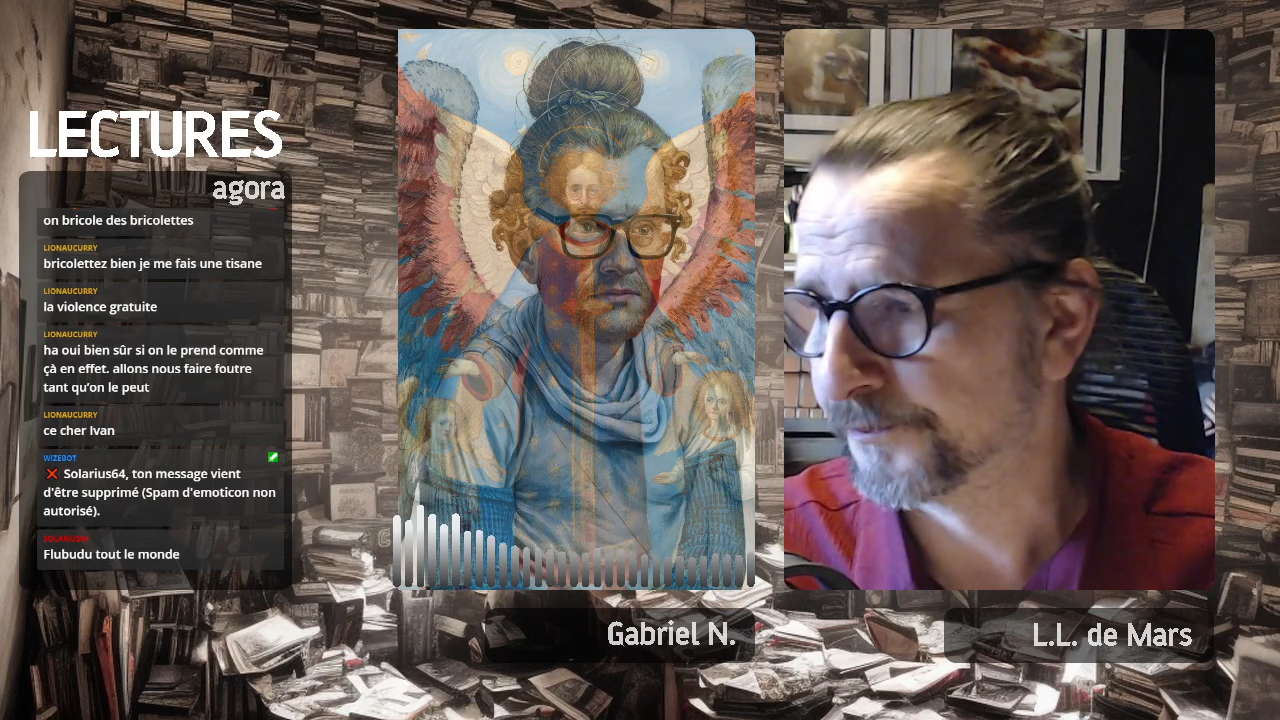 LECTURES
agora
on bricole des bricolettes
LIONAUCURRY
bricolettez bien je me fais une tisane
LIONAUCURRY
la violence gratuite
LIONAUCURRY
ha oui bien sûr si on le prend comme
çà en effet. allons nous faire foutre
tant qu'on le peut
LIONAUCURRY
ce cher Ivan
WIZEBOT
❌ Solarius64, ton message vient
d'être supprimé (Spam d'emoticon non
autorisé).
SOLARIUS64
Flubudu tout le monde
Gabriel N.
L.L. de Mars